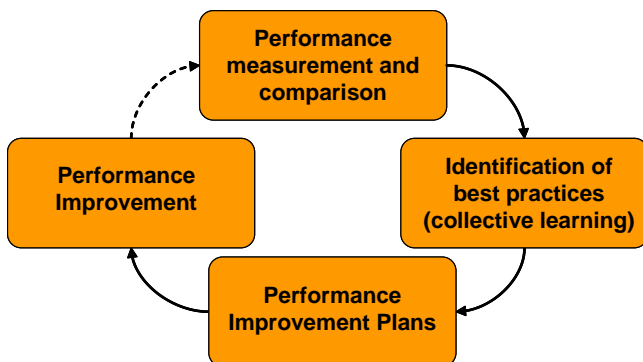 Performance
measurement and
comparison
Identification of
best practices
(collective learning)
Performance
Improvement Plans
Performance
Improvement